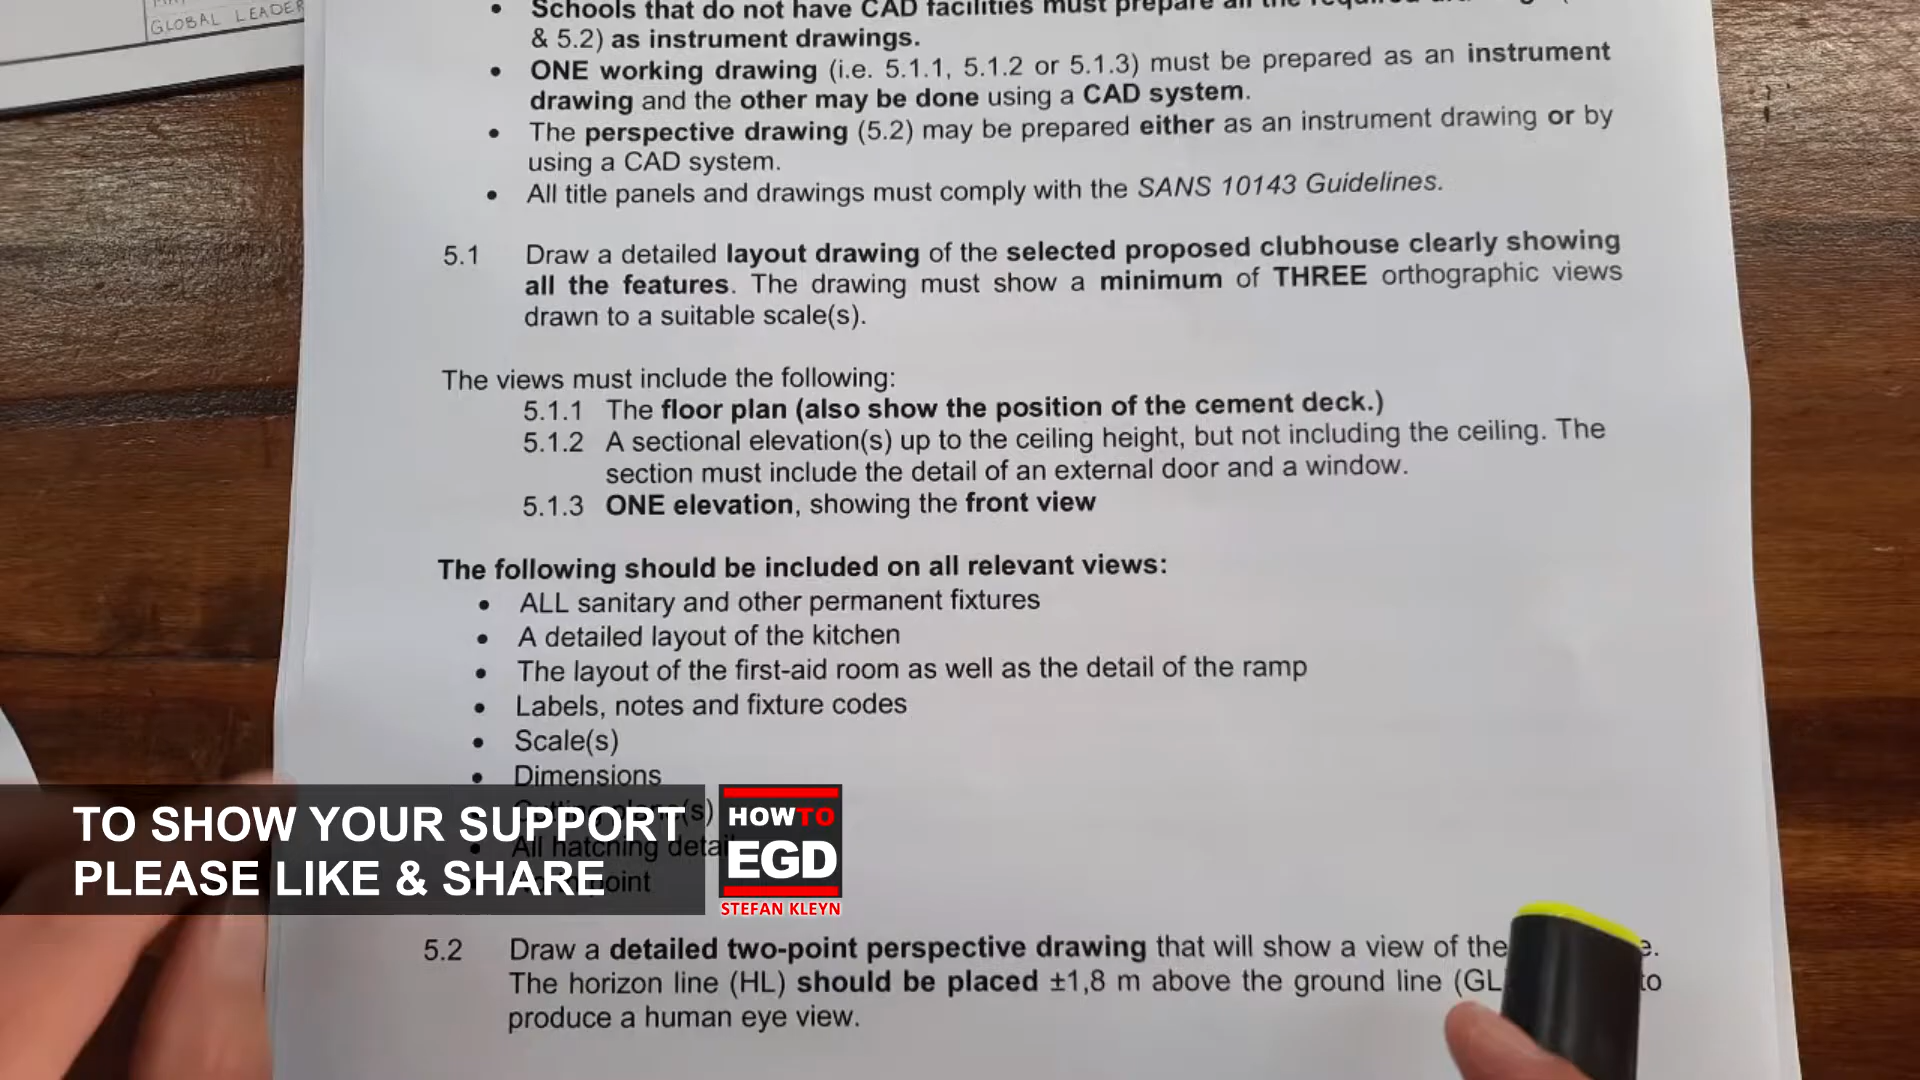 GLOBAL LEADER
Schools that do not have CAD facilities must prepare all the required
& 5.2) as instrument drawings.
ONE working drawing (i.e. 5.1.1, 5.1.2 or 5.1.3) must be prepared as an instrument
drawing and the other may be done using a CAD system.
The perspective drawing (5.2) may be prepared either as an instrument drawing or by
using a CAD system.
All title panels and drawings must comply with the SANS 10143 Guidelines.
5.1 Draw a detailed layout drawing of the selected proposed clubhouse clearly showing
all the features. The drawing must show a minimum of THREE orthographic views
drawn to a suitable scale(s).
The views must include the following:
5.1.1 The floor plan (also show the position of the cement deck.)
5.1.2 A sectional elevation(s) up to the ceiling height, but not including the ceiling. The
section must include the detail of an external door and a window.
5.1.3 ONE elevation, showing the front view
The following should be included on all relevant views:
• ALL sanitary and other permanent fixtures
• A detailed layout of the kitchen
• The layout of the first-aid room as well as the detail of the ramp
• Labels, notes and fixture codes
• Scale(s)
• Dimensions
Cutting plane(s)
• All hatching detail
point
TO SHOW YOUR SUPPORT
PLEASE LIKE & SHARE
HOWTO
EGD
STEFAN KLEYN
5.2 Draw a detailed two-point perspective drawing that will show a view of the
The horizon line (HL) should be placed ±1,8 m above the ground line (GL to
produce a human eye view.